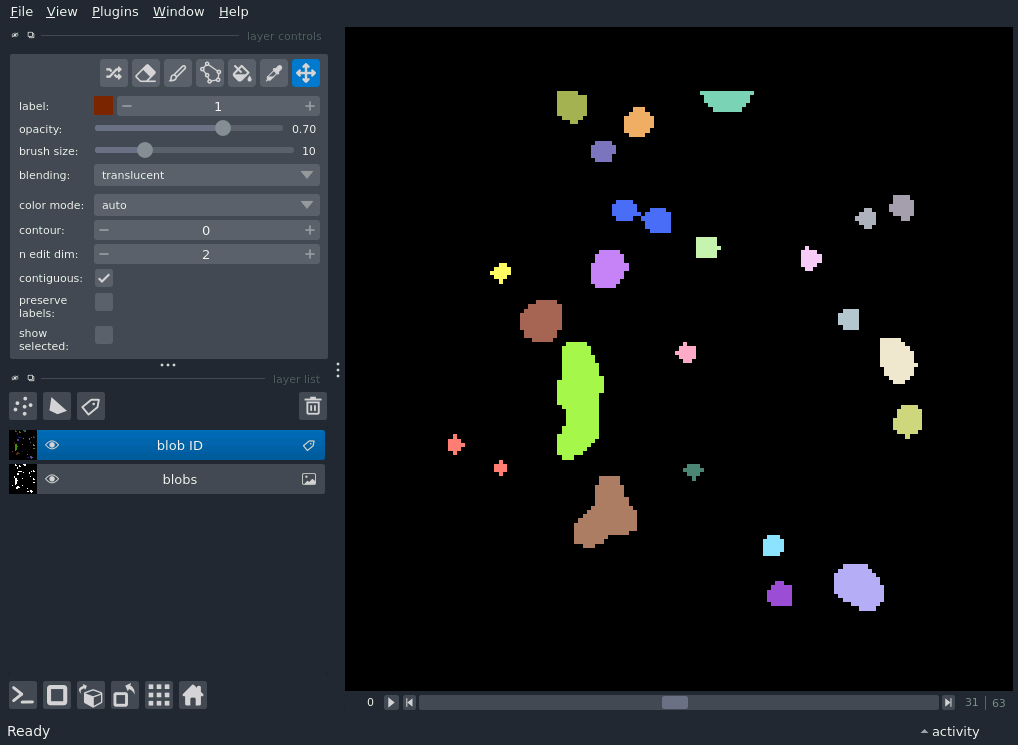 File View Plugins Window Help
layer controls
label: 1
opacity: 0.70
brush size: 10
blending: translucent
color mode: auto
contour: 0
n edit dim: 2
contiguous:
preserve
labels:
show
selected:
layer list
blob ID
blobs
0 31 | 63
Ready activity